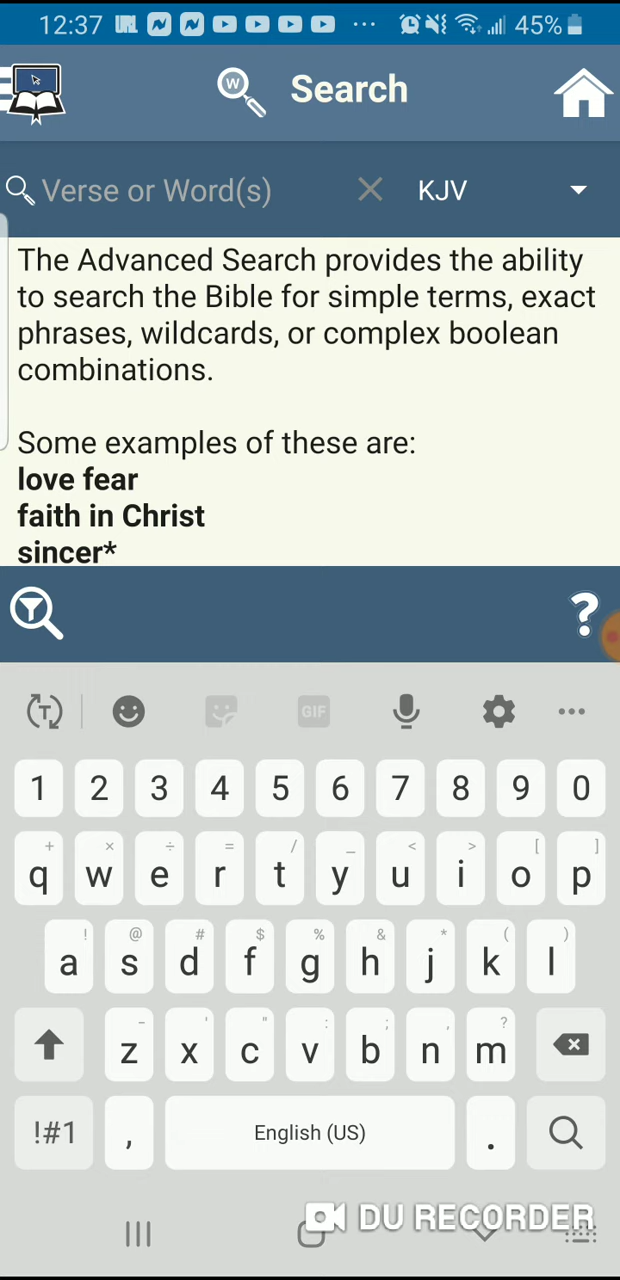 12:37 URL 45%
W Search
Verse or Word(s) KJV
The Advanced Search provides the ability
to search the Bible for simple terms, exact
phrases, wildcards, or complex boolean
combinations.
Some examples of these are:
love fear
faith in Christ
sincer*
?
T GIF
1 2 3 4 5 6 7 8 9 0
+ × ÷ = / _ < > [ ]
q w e r t y u i o p
! @ # $ % & * ( )
a s d f g h j k l
- ' " : ; , ?
z x c v b n m
!#1 , English (US) .
DU RECORDER